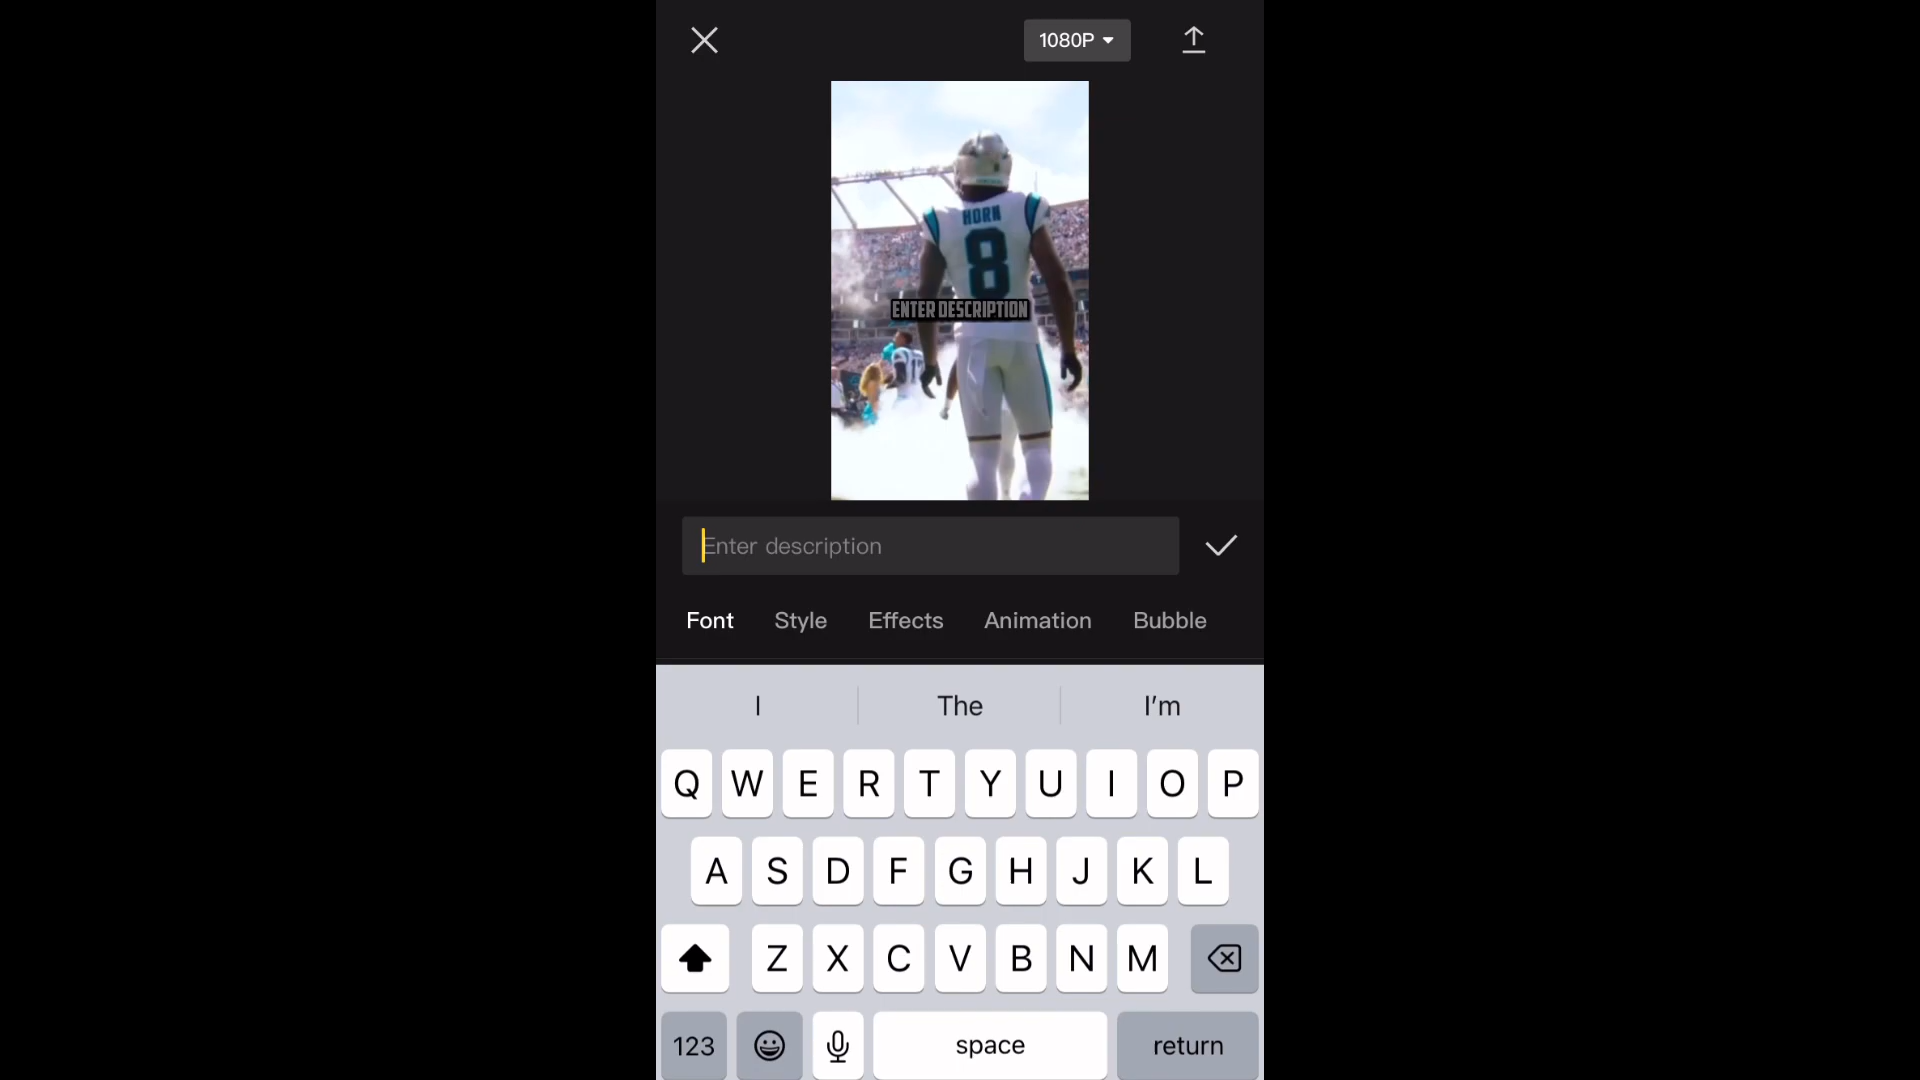 1080P
HORN
8
ENTER DESCRIPTION
Enter description
Font Style Effects Animation Bubble
I The I'm
Q W E R T Y U I O P
A S D F G H J K L
Z X C V B N M
123 space return